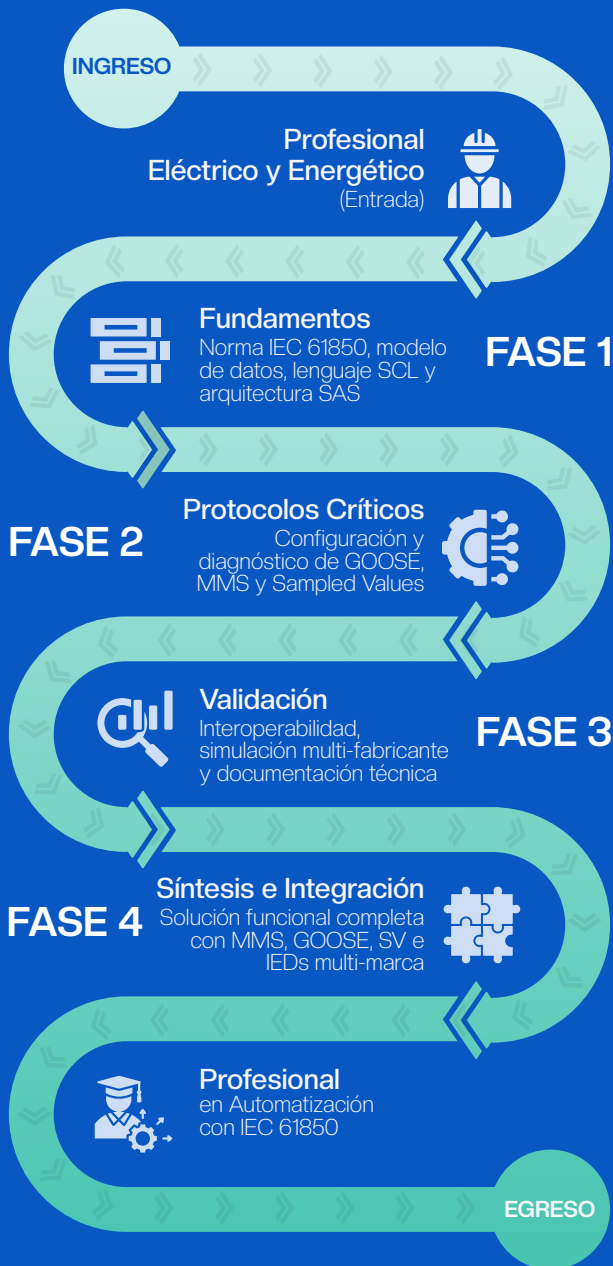 INGRESO
Profesional
Eléctrico y Energético
(Entrada)
Fundamentos
Norma IEC 61850, modelo
de datos, lenguaje SCL y
arquitectura SAS
FASE 1
FASE 2
Protocolos Críticos
Configuración y
diagnóstico de GOOSE,
MMS y Sampled Values
Validación
Interoperabilidad,
simulación multi-fabricante
y documentación técnica
FASE 3
FASE 4
Síntesis e Integración
Solución funcional completa
con MMS, GOOSE, SV e
IEDs multi-marca
Profesional
en Automatización
con IEC 61850
EGRESO